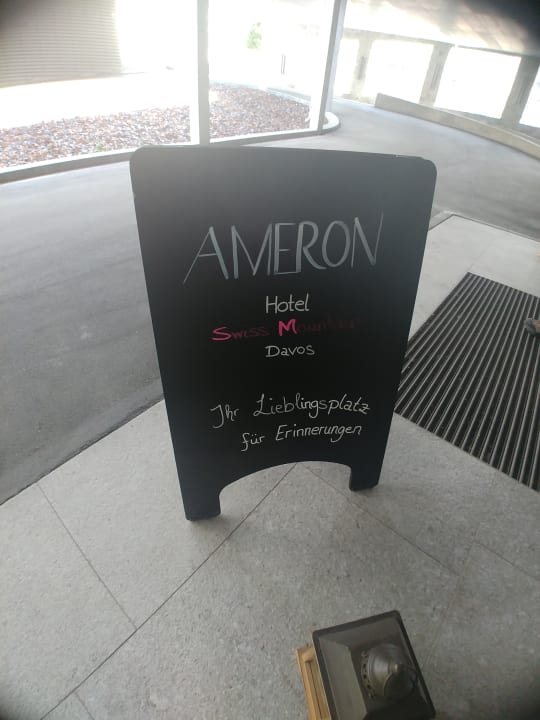 AMERON
Hotel
Swiss Mountain
Davos
Ihr Lieblingsplatz
für Erinnerungen